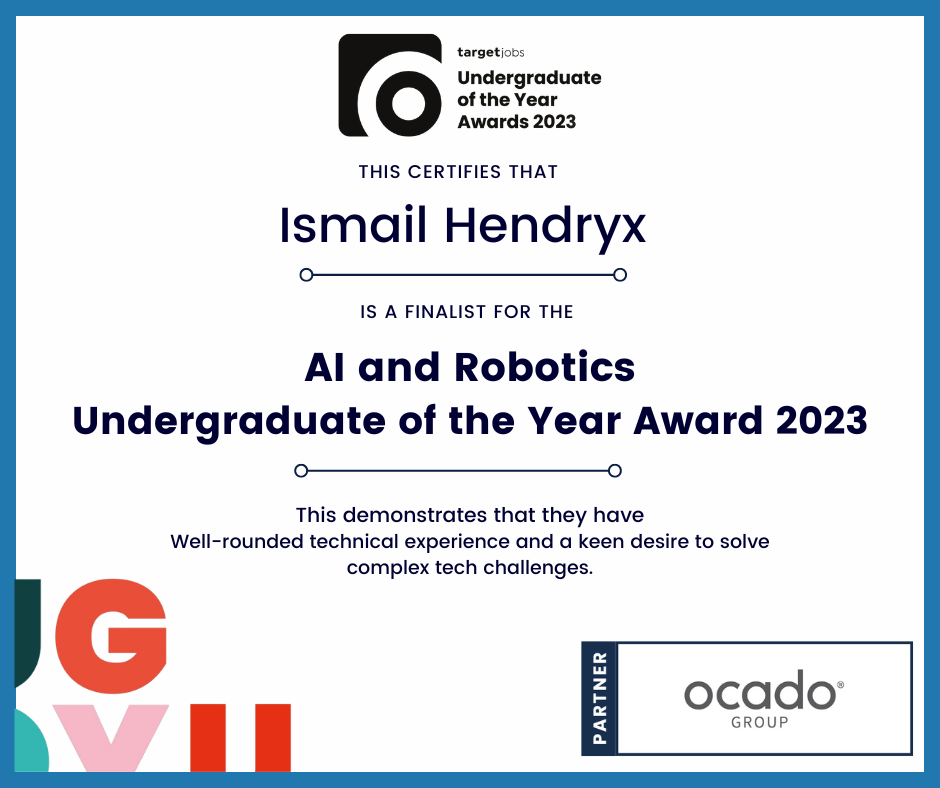 targetjobs
Undergraduate
of the Year
Awards 2023
THIS CERTIFIES THAT
Ismail Hendryx
IS A FINALIST FOR THE
AI and Robotics
Undergraduate of the Year Award 2023
This demonstrates that they have
Well-rounded technical experience and a keen desire to solve
complex tech challenges.
UG
PARTNER
ocado®
GROUP